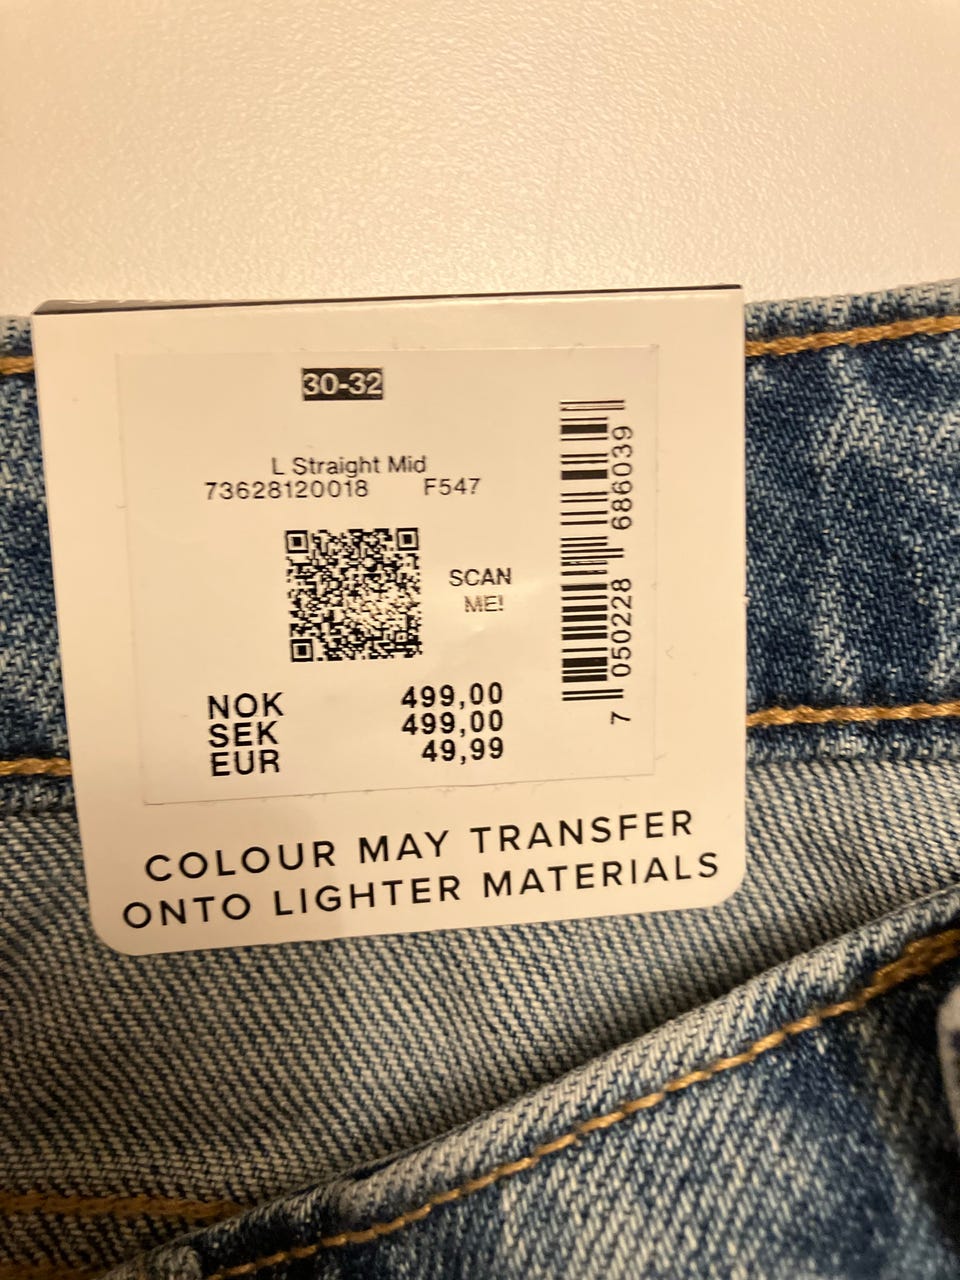 30-32
L Straight Mid
73628120018 F547
SCAN
ME!
7 050228 686039
NOK 499,00
SEK 499,00
EUR 49,99
COLOUR MAY TRANSFER
ONTO LIGHTER MATERIALS